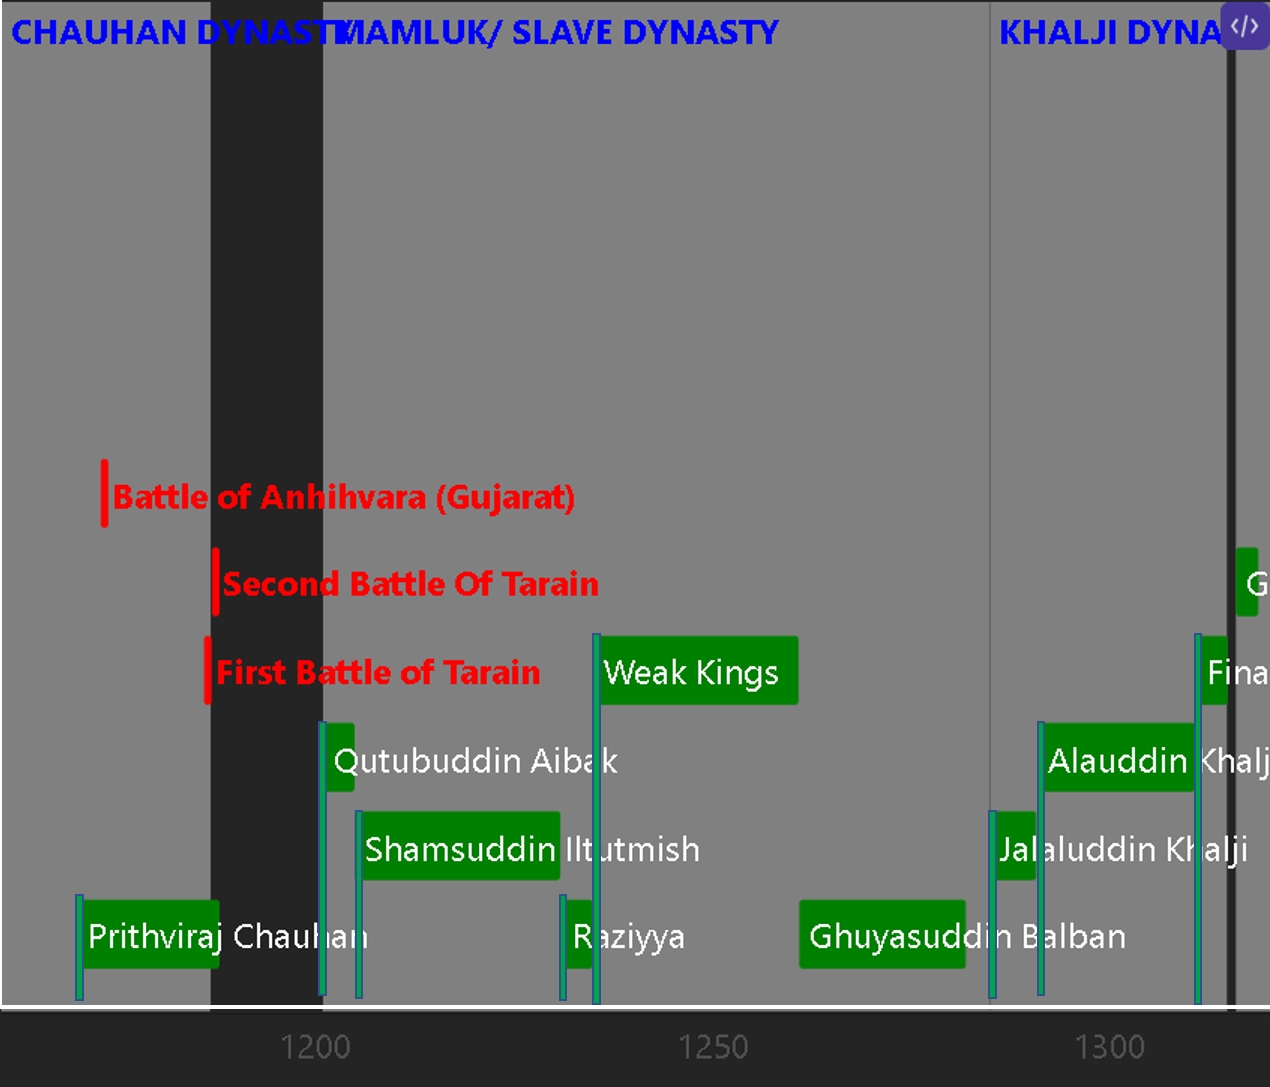 CHAUHAN DYNASTY
MAMLUK/ SLAVE DYNASTY
KHALJI DYNA
</>
Battle of Anhihvara (Gujarat)
Second Battle Of Tarain
G
First Battle of Tarain
Weak Kings
Fina
Qutubuddin Aibak
Alauddin Khalj
Shamsuddin Iltutmish
Jalaluddin Khalji
Prithviraj Chauhan
Raziyya
Ghuyasuddin Balban
1200
1250
1300